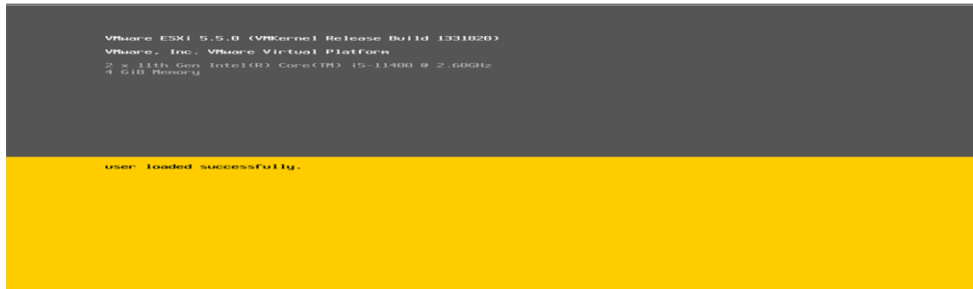 VMware ESXi 5.5.0 (VMKernel Release Build 1331820)
VMware, Inc. VMware Virtual Platform
2 x 11th Gen Intel(R) Core(TM) i5-11400 @ 2.60GHz
4 GiB Memory
user loaded successfully.